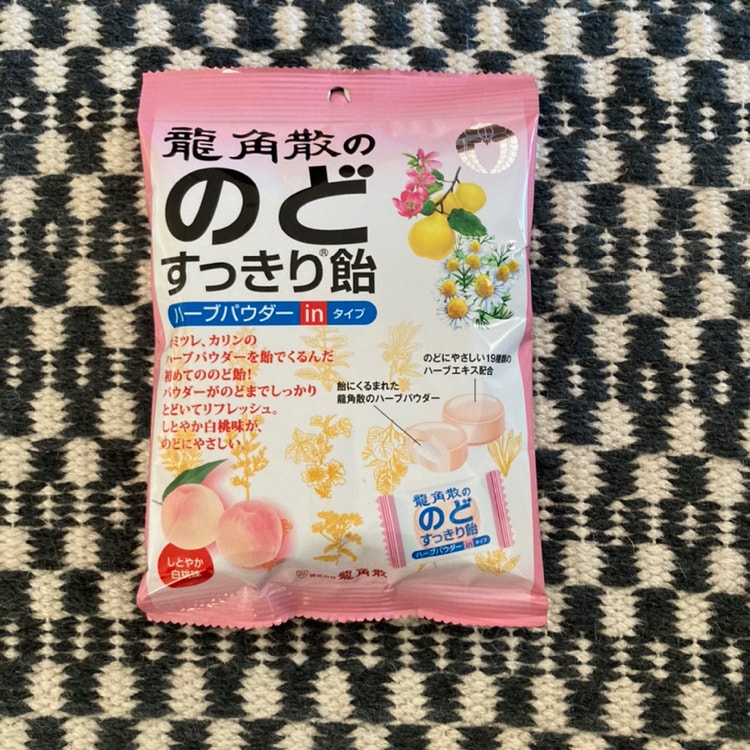 龍角散の
のど
すっきり®飴
ハーブパウダー in タイプ
カミツレ、カリンの
ハーブパウダーを飴でくるんだ
初めてののど飴!
パウダーがのどまでしっかり
とどいてリフレッシュ。
しとやか白桃味が、
のどにやさしい。
のどにやさしい19種類の
ハーブエキス配合
飴にくるまれた
龍角散のハーブパウダー
龍角散の
のど
すっきり飴
ハーブパウダー in タイプ
しとやか
白桃味
株式会社 龍角散